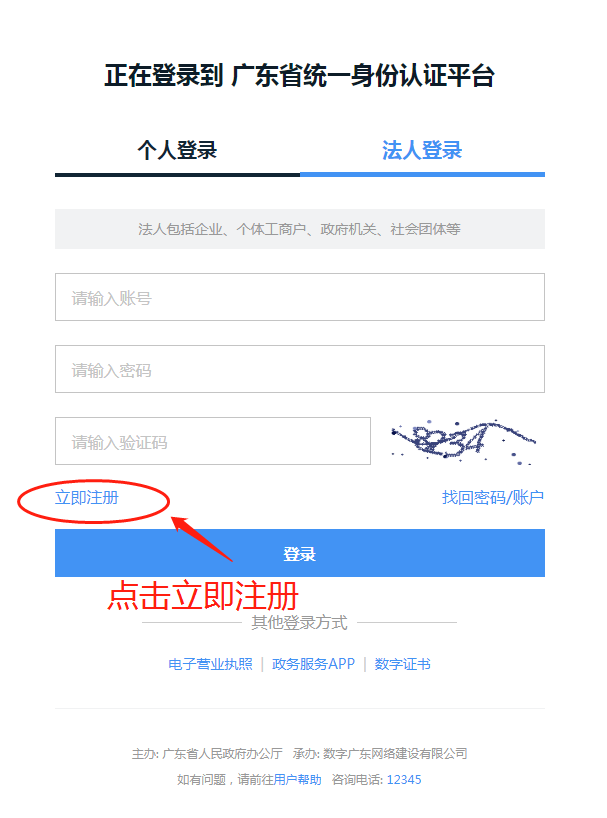 正在登录到 广东省统一身份认证平台
个人登录 法人登录
法人包括企业、个体工商户、政府机关、社会团体等
请输入账号
请输入密码
请输入验证码
立即注册 找回密码/账户
登录
点击立即注册
其他登录方式
电子营业执照 | 政务服务APP | 数字证书
主办: 广东省人民政府办公厅 承办: 数字广东网络建设有限公司
如有问题，请前往用户帮助 咨询电话: 12345